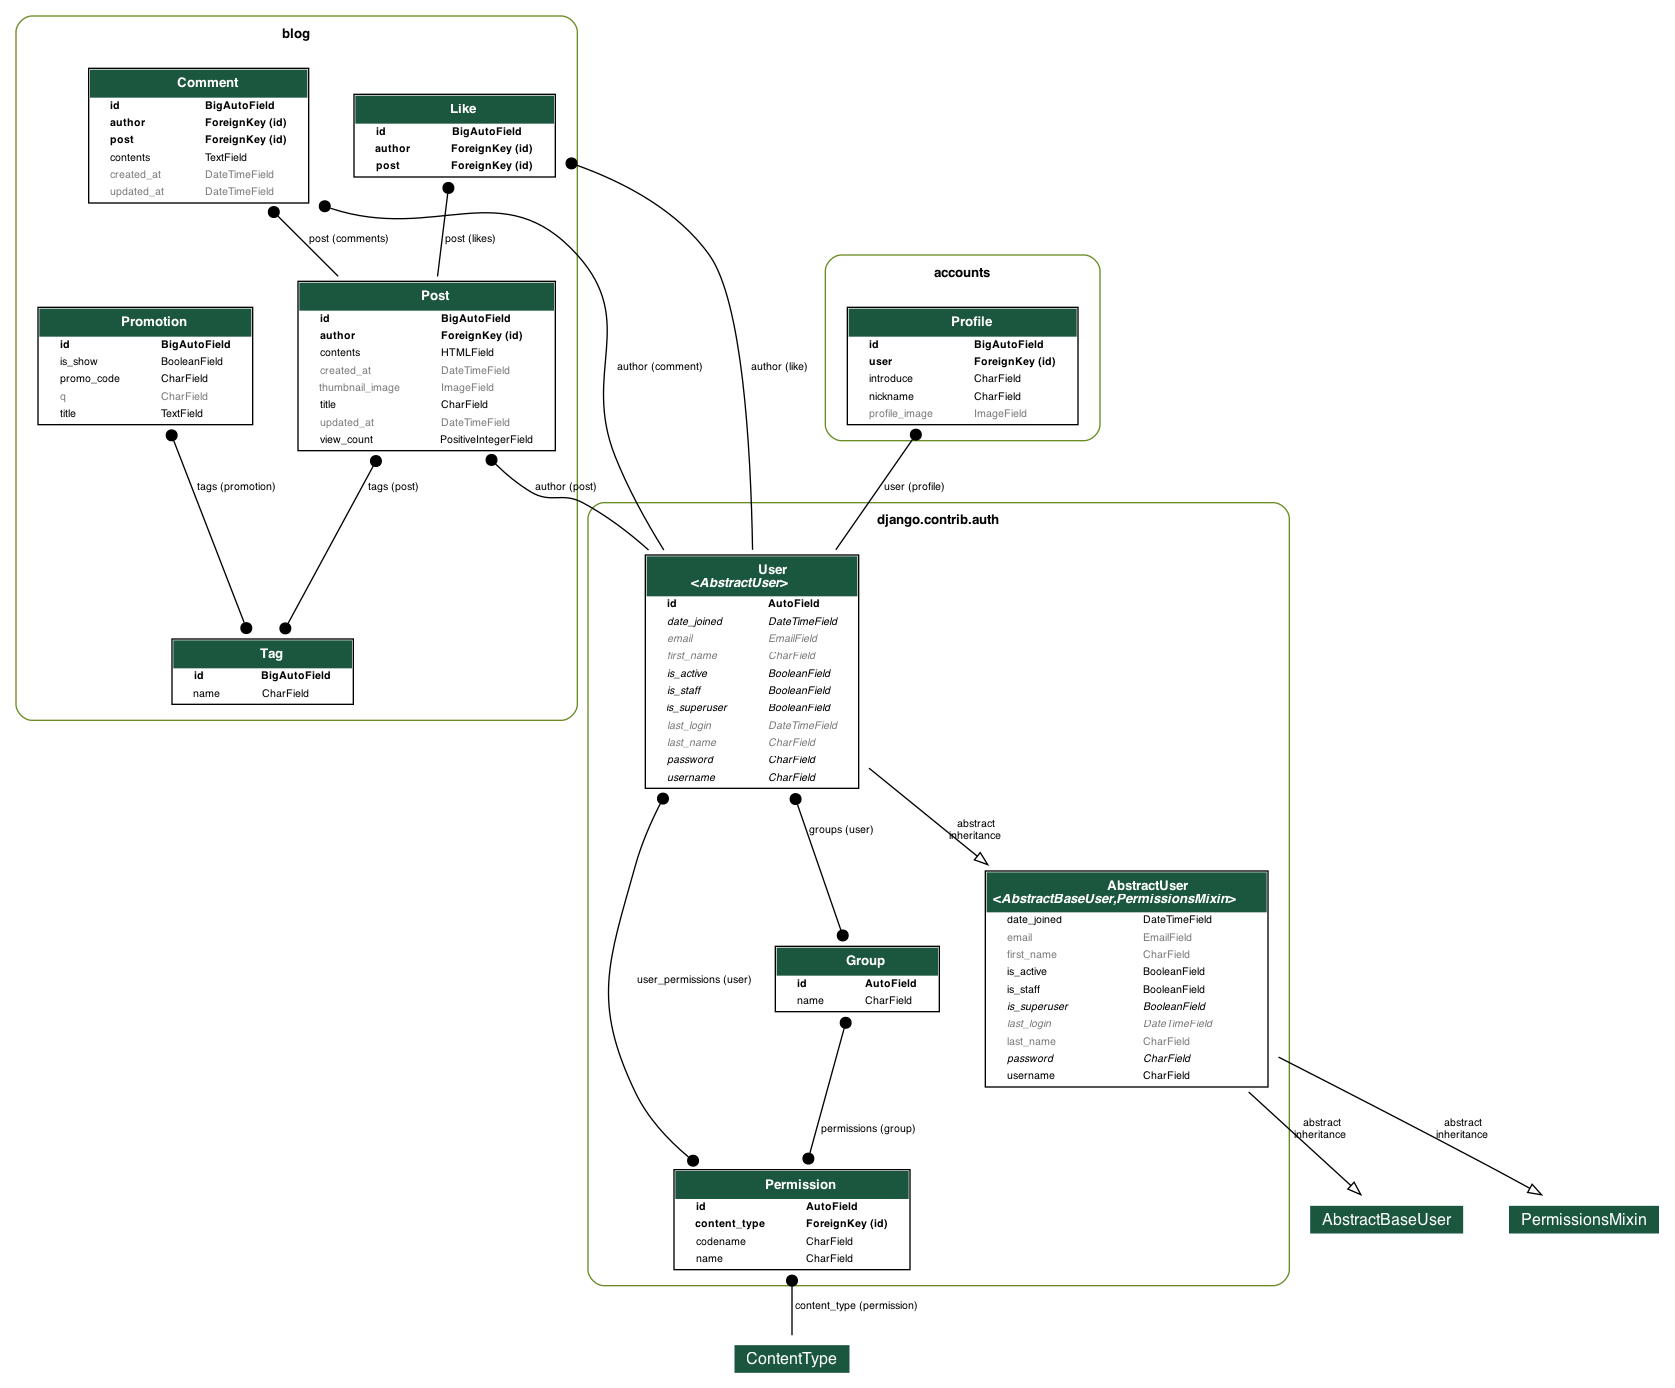 blog
Comment
id BigAutoField
author ForeignKey (id)
post ForeignKey (id)
contents TextField
created_at DateTimeField
updated_at DateTimeField
Like
id BigAutoField
author ForeignKey (id)
post ForeignKey (id)
post (comments)
post (likes)
Promotion
id BigAutoField
is_show BooleanField
promo_code CharField
q CharField
title TextField
Post
id BigAutoField
author ForeignKey (id)
contents HTMLField
created_at DateTimeField
thumbnail_image ImageField
title CharField
updated_at DateTimeField
view_count PositiveIntegerField
author (comment)
author (like)
accounts
Profile
id BigAutoField
user ForeignKey (id)
introduce CharField
nickname CharField
profile_image ImageField
tags (promotion)
tags (post)
author (post)
user (profile)
Tag
id BigAutoField
name CharField
django.contrib.auth
User
<AbstractUser>
id AutoField
date_joined DateTimeField
email EmailField
first_name CharField
is_active BooleanField
is_staff BooleanField
is_superuser BooleanField
last_login DateTimeField
last_name CharField
password CharField
username CharField
groups (user)
abstract
inheritance
AbstractUser
<AbstractBaseUser,PermissionsMixin>
date_joined DateTimeField
email EmailField
first_name CharField
is_active BooleanField
is_staff BooleanField
is_superuser BooleanField
last_login DateTimeField
last_name CharField
password CharField
username CharField
user_permissions (user)
Group
id AutoField
name CharField
permissions (group)
abstract
inheritance
abstract
inheritance
Permission
id AutoField
content_type ForeignKey (id)
codename CharField
name CharField
AbstractBaseUser
PermissionsMixin
content_type (permission)
ContentType